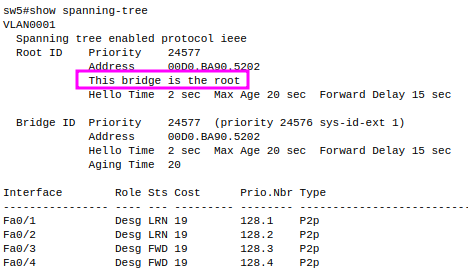 sw5#show spanning-tree
VLAN0001
  Spanning tree enabled protocol ieee
  Root ID    Priority    24577
             Address     00D0.BA90.5202
             This bridge is the root
             Hello Time  2 sec  Max Age 20 sec  Forward Delay 15 sec

  Bridge ID  Priority    24577  (priority 24576 sys-id-ext 1)
             Address     00D0.BA90.5202
             Hello Time  2 sec  Max Age 20 sec  Forward Delay 15 sec
             Aging Time  20

Interface        Role Sts Cost      Prio.Nbr Type
---------------- ---- --- --------- -------- --------------------------
Fa0/1            Desg LRN 19        128.1    P2p
Fa0/2            Desg LRN 19        128.2    P2p
Fa0/3            Desg FWD 19        128.3    P2p
Fa0/4            Desg FWD 19        128.4    P2p